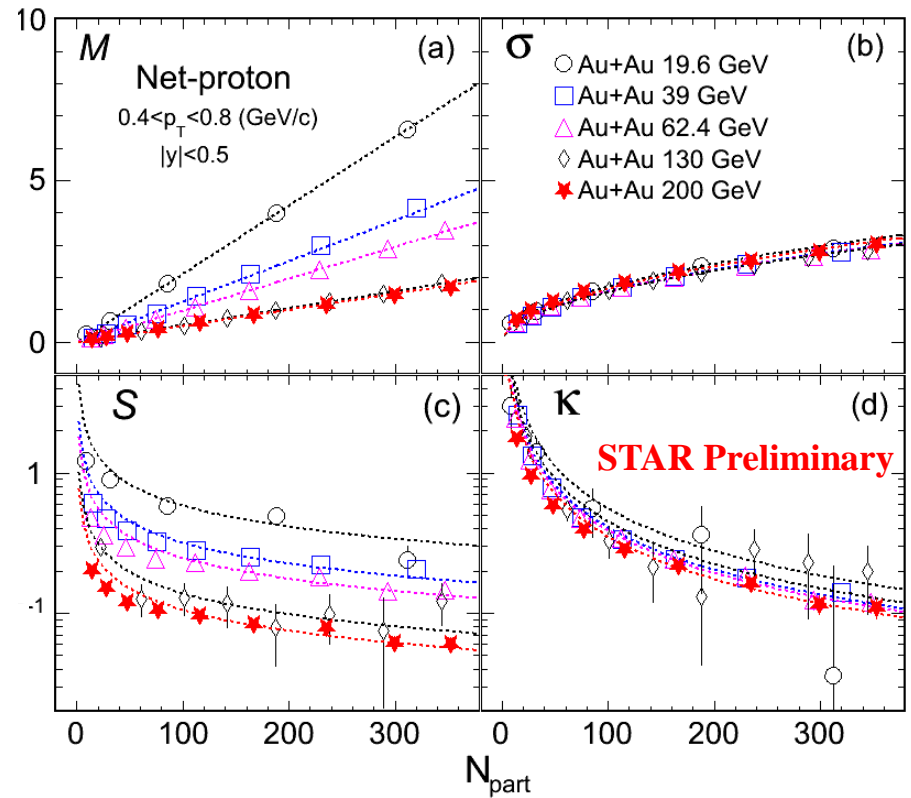 10
M
(a)
Net-proton
0.4<p_T<0.8 (GeV/c)
|y|<0.5
5
0
σ
(b)
Au+Au 19.6 GeV
Au+Au 39 GeV
Au+Au 62.4 GeV
Au+Au 130 GeV
Au+Au 200 GeV
S
(c)
1
-1
κ
(d)
STAR Preliminary
0 100 200 300
0 100 200 300
N_part